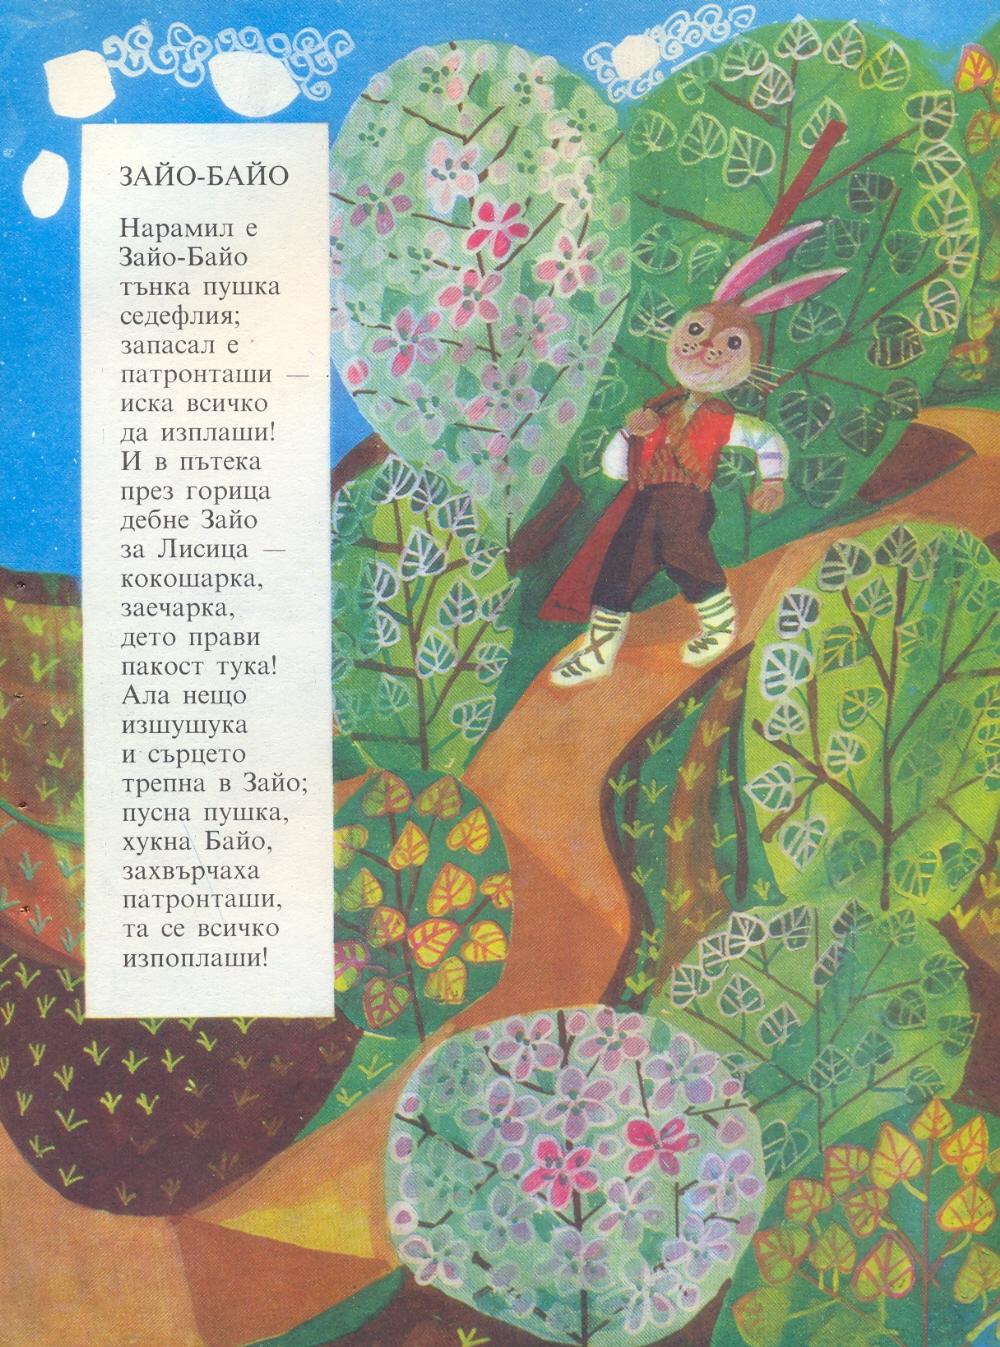 ЗАЙО-БАЙО
Нарамил е
Зайо-Байо
тънка пушка
седефлия;
запасал е
патронташи —
иска всичко
да изплаши!
И в пътека
през горица
дебне Зайо
за Лисица —
кокошарка,
заечарка,
дето прави
пакост тука!
Ала нещо
изшушука
и сърцето
трепна в Зайо;
пусна пушка,
хукна Байо,
захвърчаха
патронташи,
та се всичко
изпоплаши!